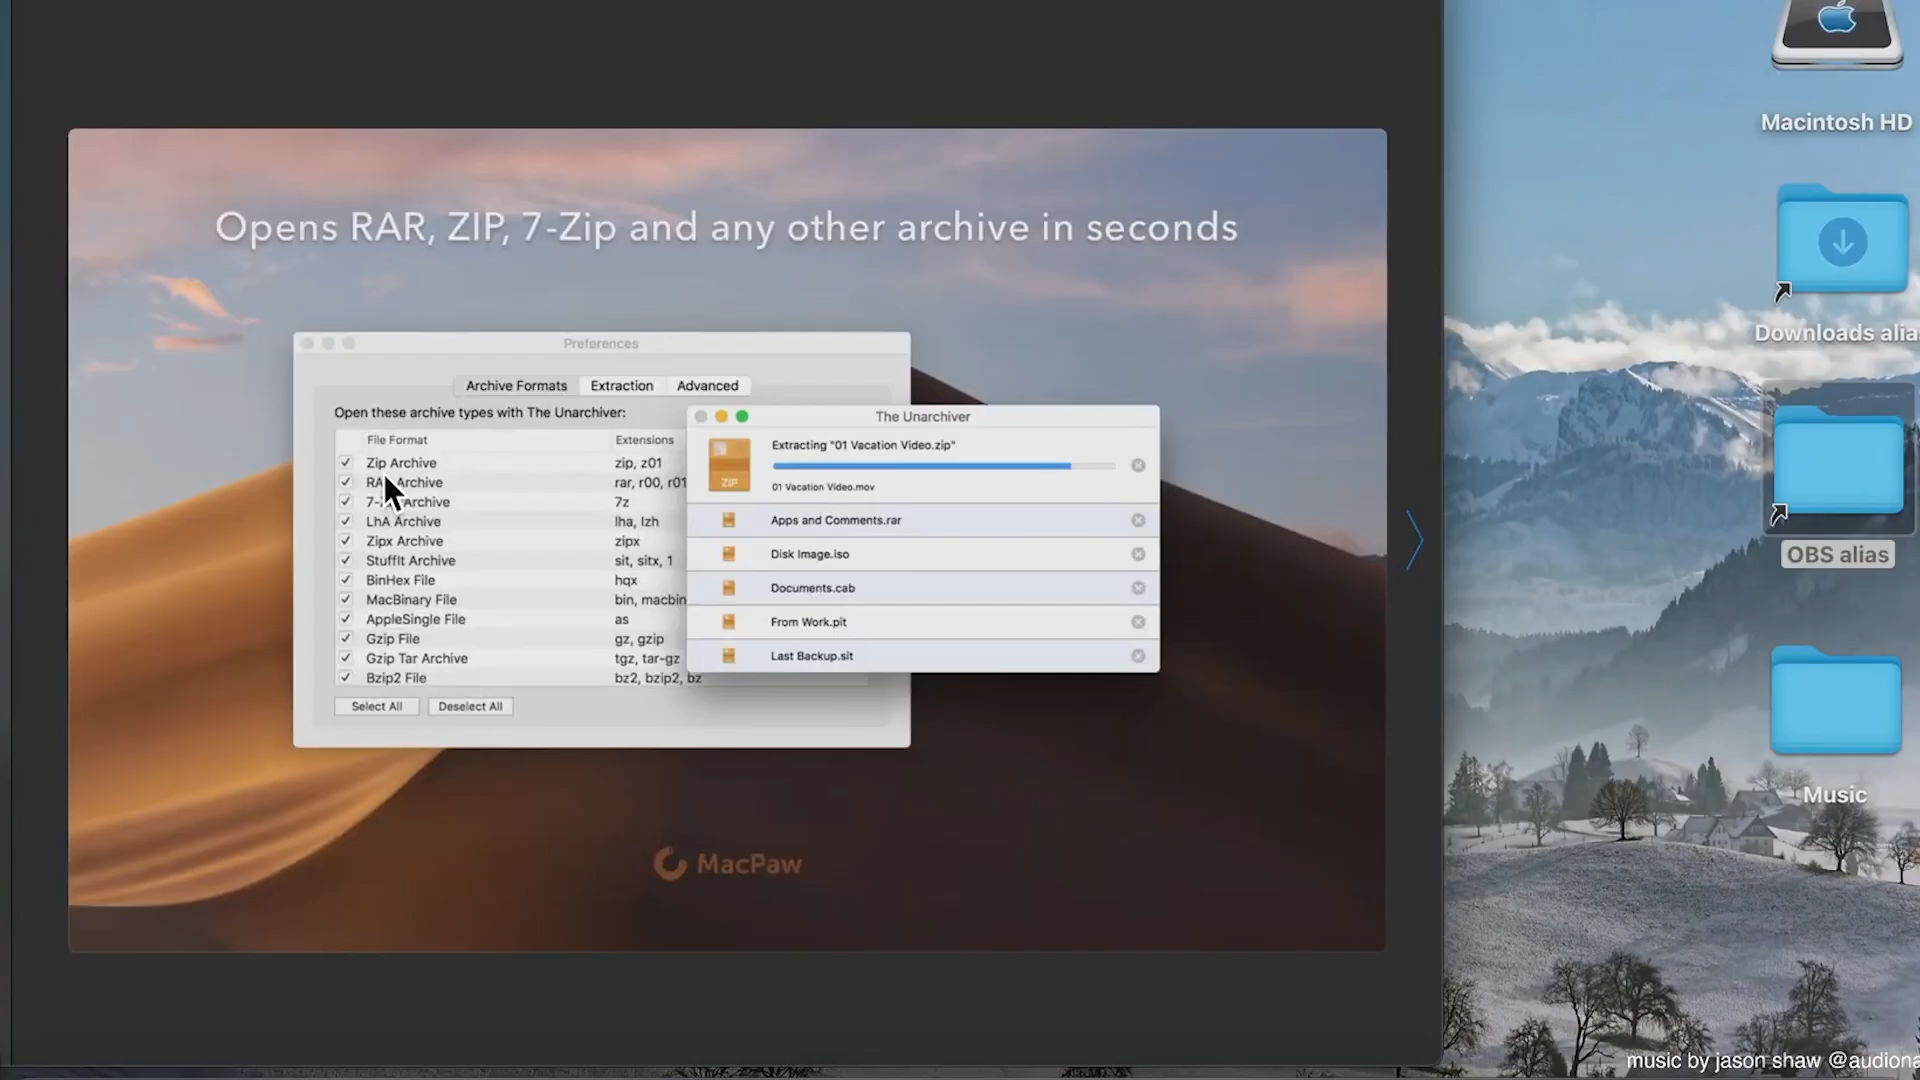 Macintosh HD
Opens RAR, ZIP, 7-Zip and any other archive in seconds
Downloads alia
Preferences
Archive Formats Extraction Advanced
Open these archive types with The Unarchiver:
File Format Extensions
Zip Archive zip, z01
Archive rar, r00, r01
Archive 7z
LhA Archive lha, lzh
Zipx Archive zipx
StuffIt Archive sit, sitx, 1
BinHex File hqx
MacBinary File bin, macbin
AppleSingle File as
Gzip File gz, gzip
Gzip Tar Archive tgz, tar-gz
Bzip2 File bz2, bzip2, bz
Select All Deselect All
The Unarchiver
Extracting "01 Vacation Video.zip"
ZIP
01 Vacation Video.mov
Apps and Comments.rar
Disk Image.iso
Documents.cab
From Work.pit
Last Backup.sit
OBS alias
Music
MacPaw
music by jason shaw @audiona